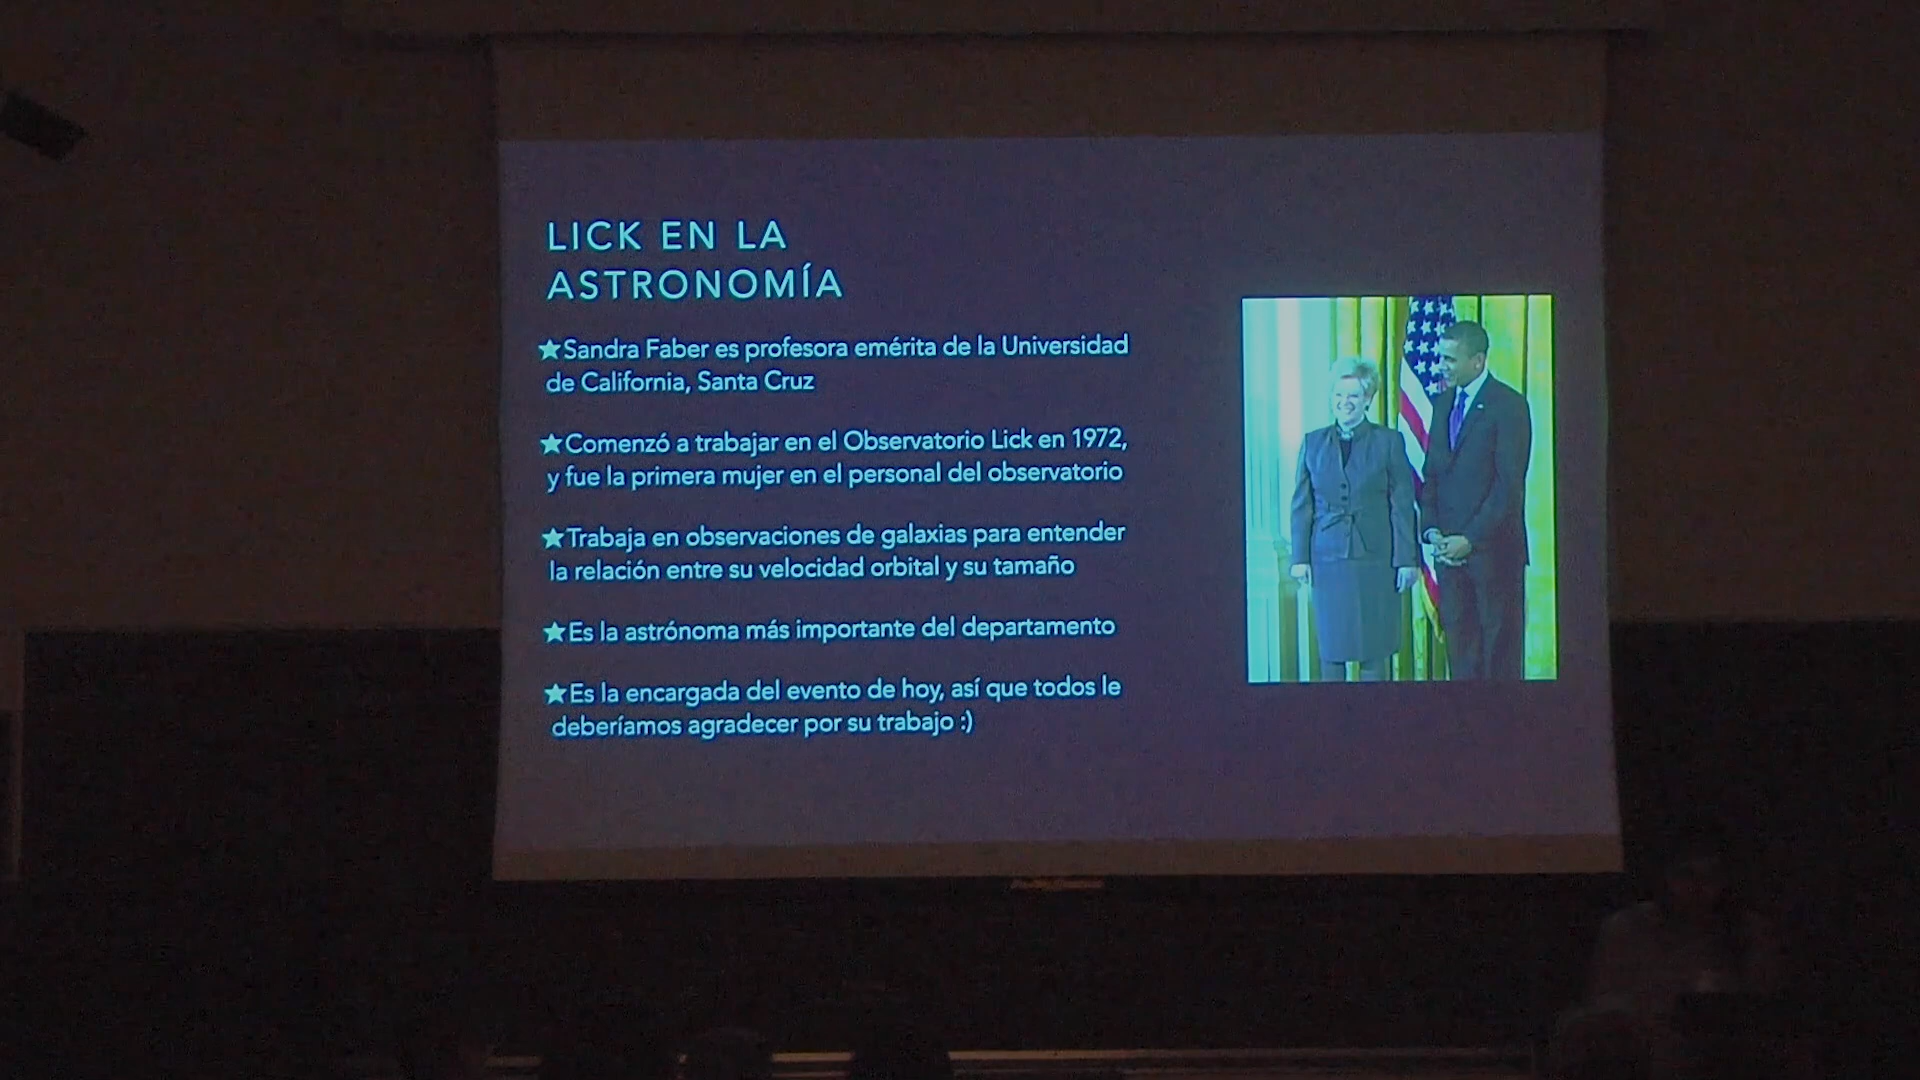 LICK EN LA
ASTRONOMÍA
★Sandra Faber es profesora emérita de la Universidad
de California, Santa Cruz
★Comenzó a trabajar en el Observatorio Lick en 1972,
y fue la primera mujer en el personal del observatorio
★Trabaja en observaciones de galaxias para entender
la relación entre su velocidad orbital y su tamaño
★Es la astrónoma más importante del departamento
★Es la encargada del evento de hoy, así que todos le
deberíamos agradecer por su trabajo :)